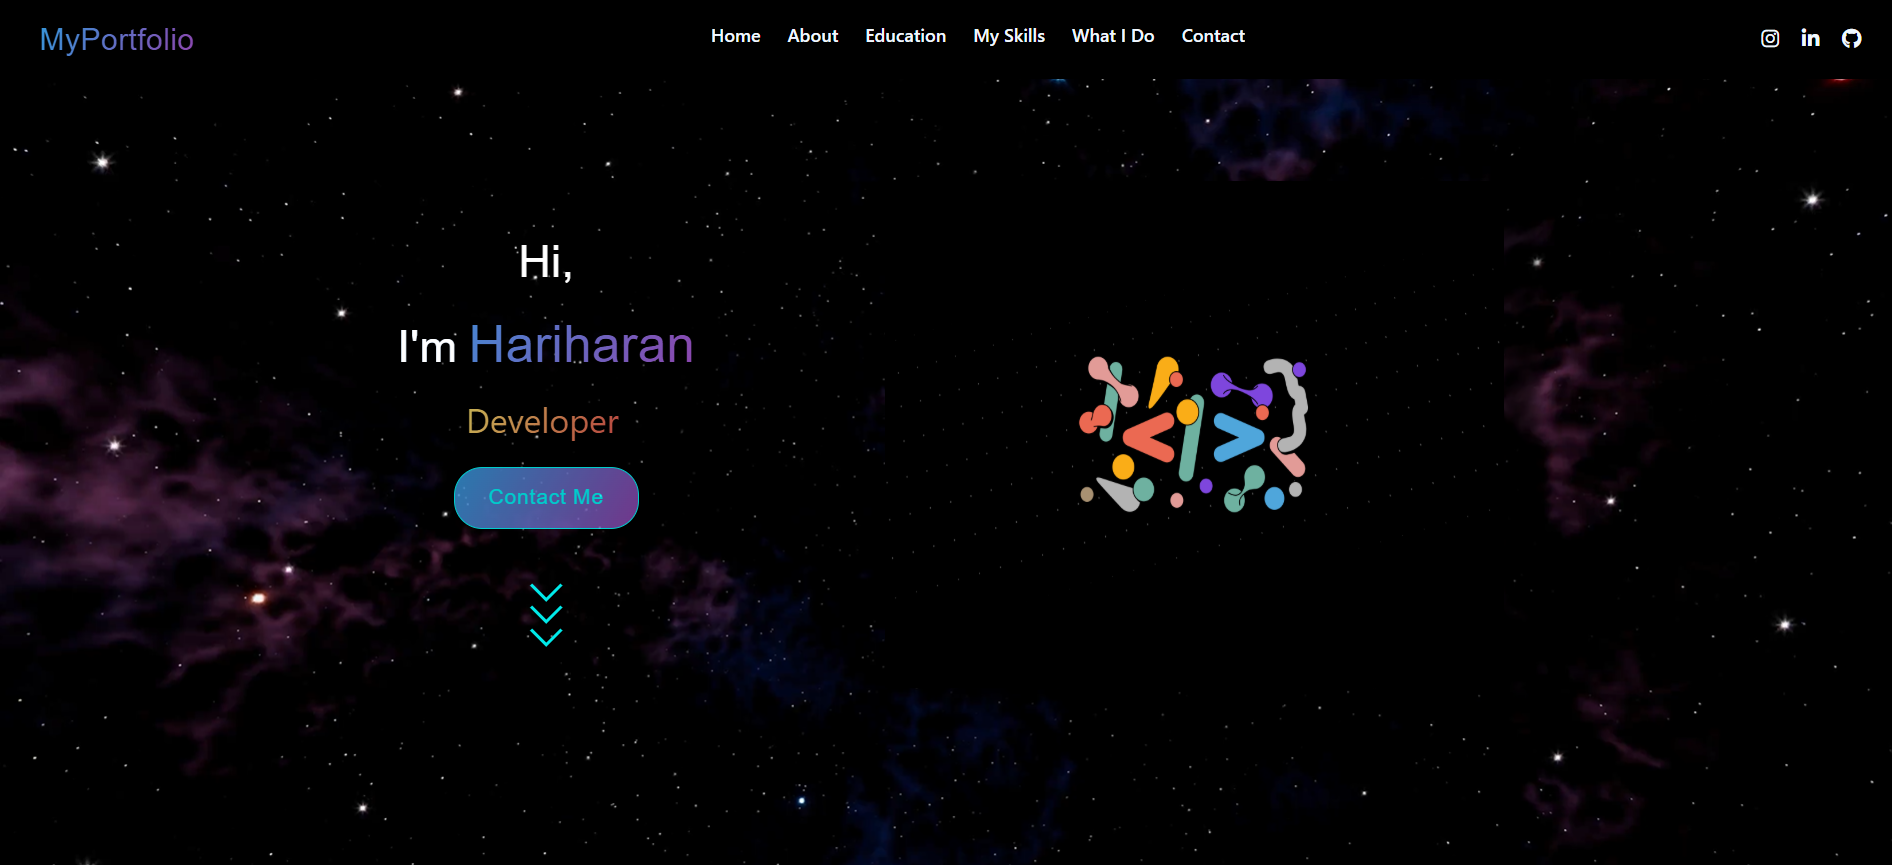 MyPortfolio
Home About Education My Skills What I Do Contact
Hi,
I'm Hariharan
Developer
Contact Me